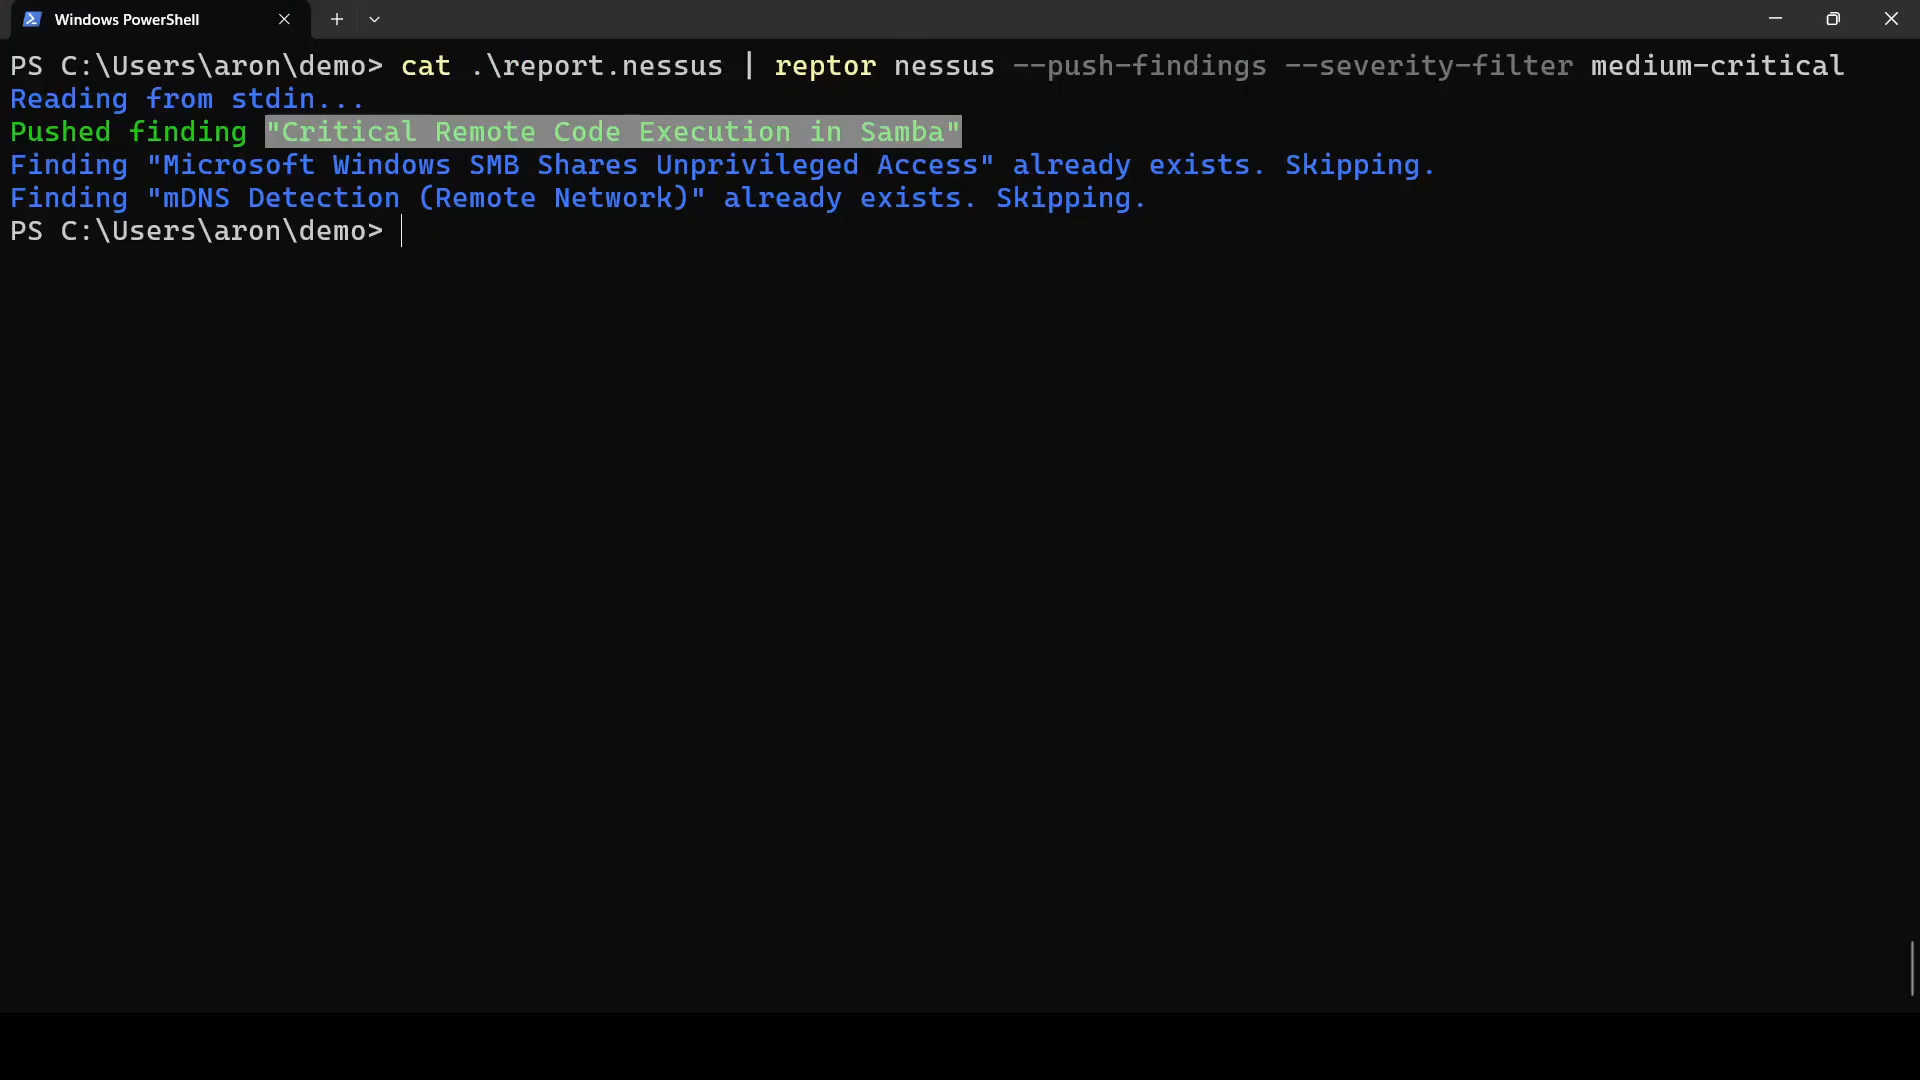 Windows PowerShell
PS C:\Users\aron\demo> cat .\report.nessus | reptor nessus --push-findings --severity-filter medium-critical
Reading from stdin...
Pushed finding "Critical Remote Code Execution in Samba"
Finding "Microsoft Windows SMB Shares Unprivileged Access" already exists. Skipping.
Finding "mDNS Detection (Remote Network)" already exists. Skipping.
PS C:\Users\aron\demo>